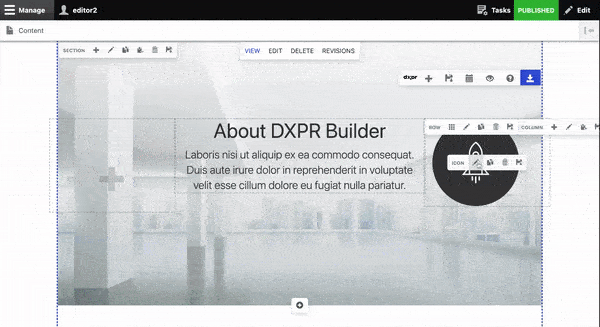 Manage editor2 Tasks PUBLISHED Edit
Content
SECTION VIEW EDIT DELETE REVISIONS
dxpr
ROW COLUMN
About DXPR Builder
Laboris nisi ut aliquip ex ea commodo consequat.
Duis aute irure dolor in reprehenderit in voluptate
velit esse cillum dolore eu fugiat nulla pariatur.
ICON